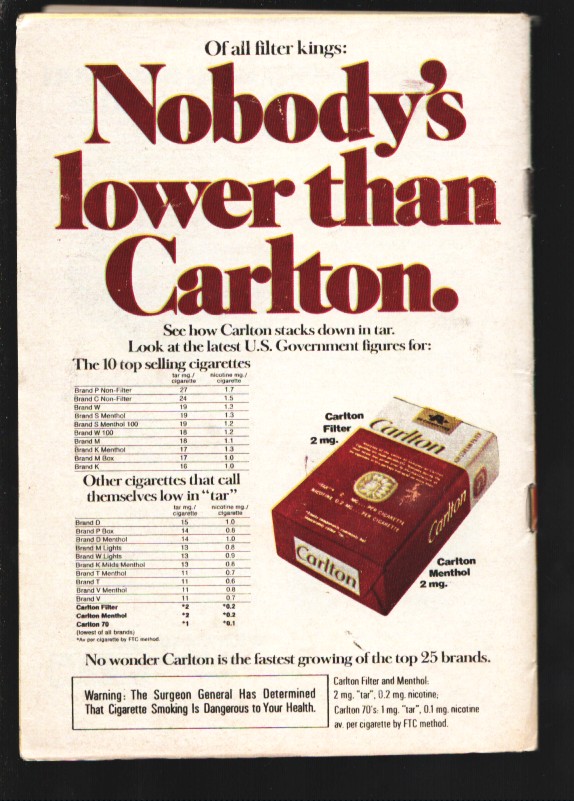 Of all filter kings:
Nobody's
lower than
Carlton.
See how Carlton stacks down in tar.
Look at the latest U.S. Government figures for:
The 10 top selling cigarettes
tar mg./ nicotine mg./
cigarette cigarette
Brand P Non-Filter 27 1.7
Brand C Non-Filter 24 1.5
Brand W 19 1.3
Brand S Menthol 19 1.3
Brand S Menthol 100 19 1.2
Brand W 100 18 1.2
Brand M 18 1.1
Brand K Menthol 17 1.3
Brand M Box 17 1.0
Brand K 16 1.0
Other cigarettes that call
themselves low in "tar"
tar mg./ nicotine mg./
cigarette cigarette
Brand D 15 1.0
Brand P Box 14 0.8
Brand D Menthol 14 1.0
Brand M Lights 13 0.8
Brand W Lights 13 0.9
Brand K Milds Menthol 13 0.8
Brand T Menthol 11 0.7
Brand T 11 0.6
Brand V Menthol 11 0.8
Brand V 11 0.7
Carlton Filter *2 *0.2
Carlton Menthol *2 *0.2
Carlton 70 *1 *0.1
(lowest of all brands)
*Av. per cigarette by FTC method.
Carlton
Filter
2 mg.
Carlton
"TAR" 2 MG. PER CIGARETTE
NICOTINE 0.2 MG. PER CIGARETTE
Carlton
Carlton
Carlton
Menthol
2 mg.
No wonder Carlton is the fastest growing of the top 25 brands.
Warning: The Surgeon General Has Determined
That Cigarette Smoking Is Dangerous to Your Health.
Carlton Filter and Menthol:
2 mg. "tar", 0.2 mg. nicotine;
Carlton 70's: 1 mg. "tar", 0.1 mg. nicotine
av. per cigarette by FTC method.